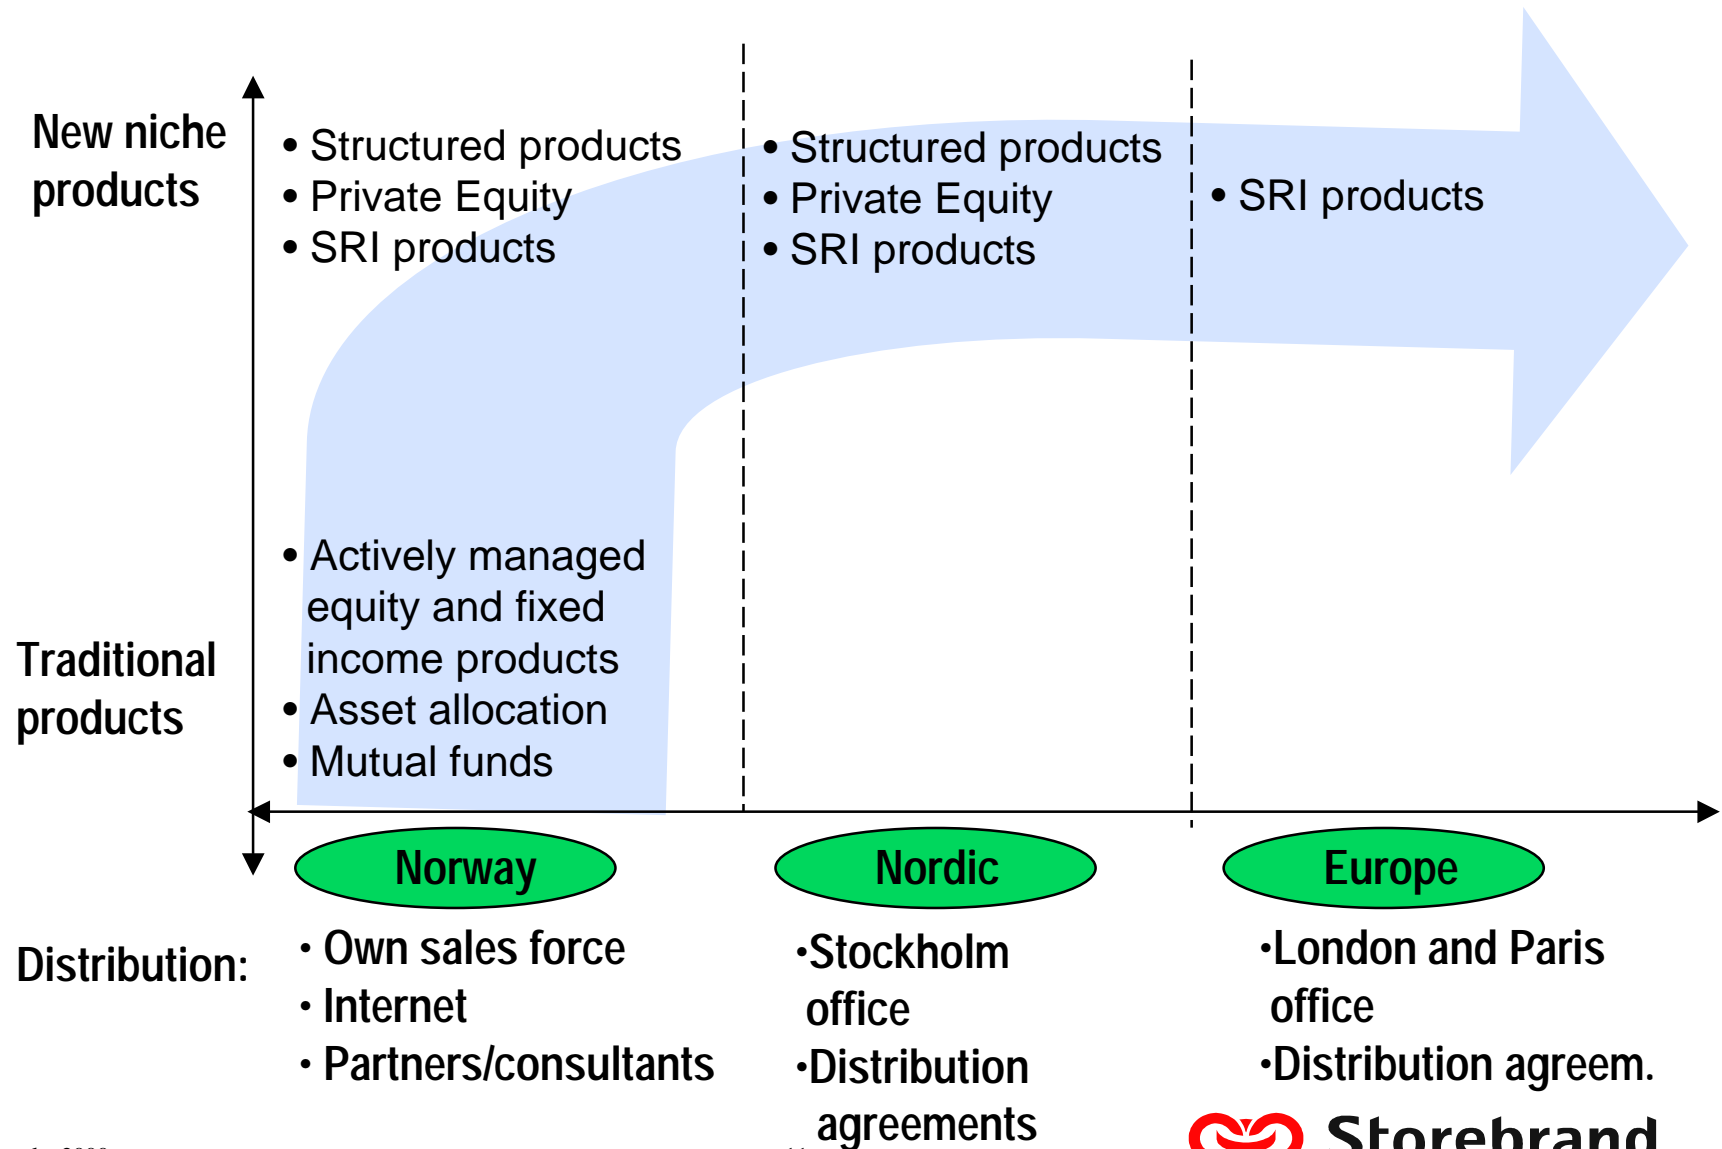 New niche
products
• Structured products
• Private Equity
• SRI products
• Structured products
• Private Equity
• SRI products
• SRI products
Traditional
products
• Actively managed
equity and fixed
income products
• Asset allocation
• Mutual funds
Norway
Nordic
Europe
Distribution:
• Own sales force
• Internet
• Partners/consultants
•Stockholm
office
•Distribution
agreements
•London and Paris
office
•Distribution agreem.
Storebrand